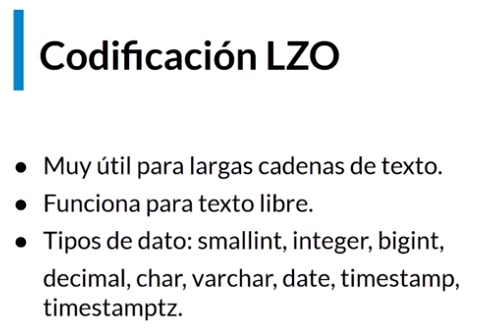 Codificación LZO
● Muy útil para largas cadenas de texto.
● Funciona para texto libre.
● Tipos de dato: smallint, integer, bigint,
decimal, char, varchar, date, timestamp,
timestamptz.